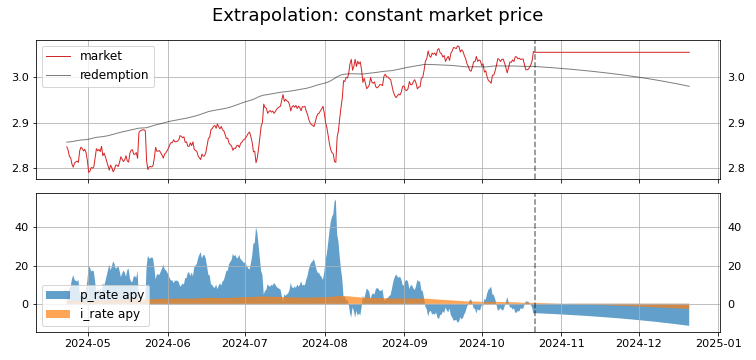 Extrapolation: constant market price
market
redemption
3.0 3.0
2.9 2.9
2.8 2.8
40 40
20 20
0 0
p_rate apy
i_rate apy
2024-05 2024-06 2024-07 2024-08 2024-09 2024-10 2024-11 2024-12 2025-01